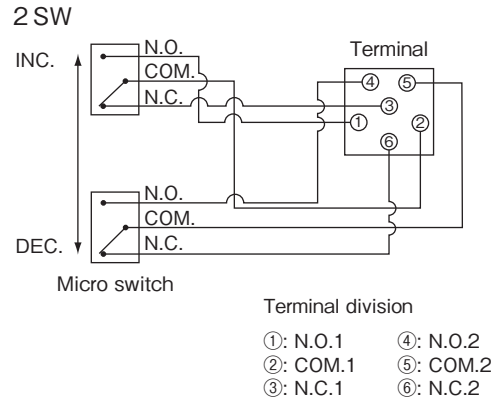 2 SW
INC.
N.O.
COM.
N.C.
Terminal
④ ⑤
③
① ②
⑥
N.O.
COM.
N.C.
DEC.
Micro switch
Terminal division
①: N.O.1 ④: N.O.2
②: COM.1 ⑤: COM.2
③: N.C.1 ⑥: N.C.2